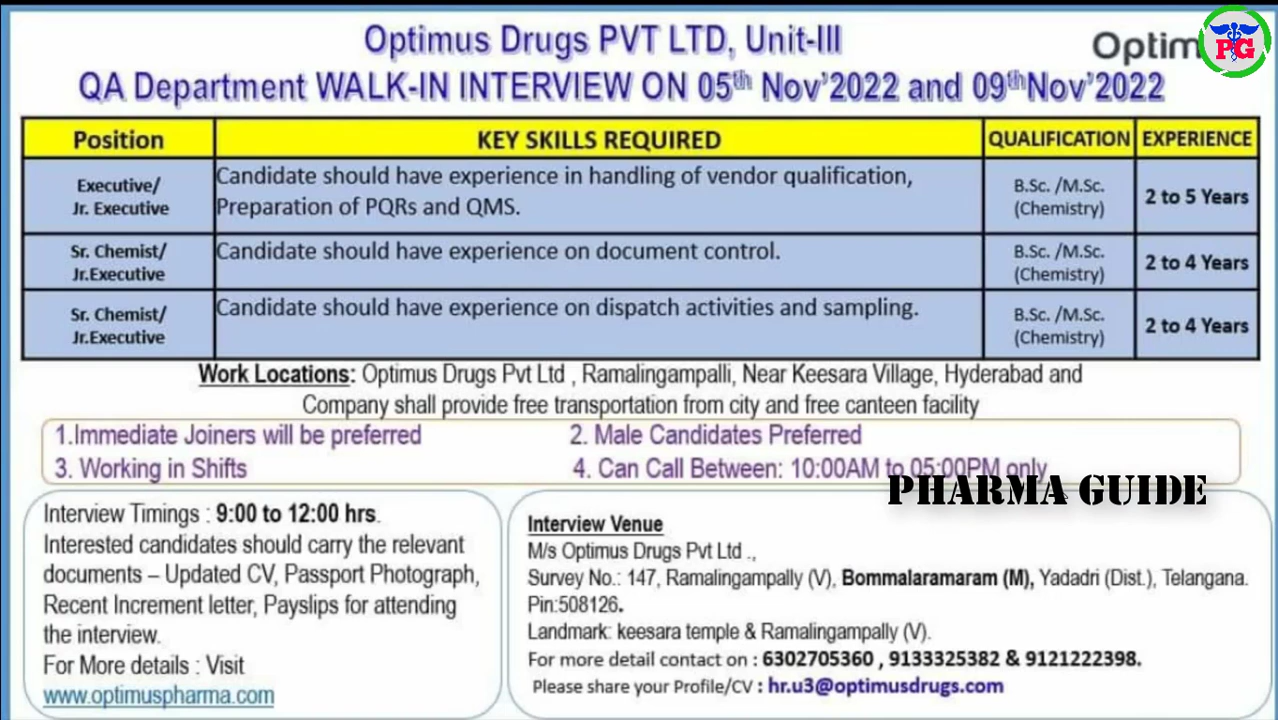 Optimus Drugs PVT LTD, Unit-III
Optim
PG
QA Department WALK-IN INTERVIEW ON 05th Nov'2022 and 09thNov'2022
Position KEY SKILLS REQUIRED QUALIFICATION EXPERIENCE
Executive/
Jr. Executive
Candidate should have experience in handling of vendor qualification,
Preparation of PQRs and QMS.
B.Sc. /M.Sc.
(Chemistry)
2 to 5 Years
Sr. Chemist/
Jr.Executive
Candidate should have experience on document control.
B.Sc. /M.Sc.
(Chemistry)
2 to 4 Years
Sr. Chemist/
Jr.Executive
Candidate should have experience on dispatch activities and sampling.
B.Sc. /M.Sc.
(Chemistry)
2 to 4 Years
Work Locations: Optimus Drugs Pvt Ltd , Ramalingampalli, Near Keesara Village, Hyderabad and
Company shall provide free transportation from city and free canteen facility
1.Immediate Joiners will be preferred 2. Male Candidates Preferred
3. Working in Shifts 4. Can Call Between: 10:00AM to 05:00PM only
PHARMA GUIDE
Interview Timings : 9:00 to 12:00 hrs.
Interested candidates should carry the relevant
documents – Updated CV, Passport Photograph,
Recent Increment letter, Payslips for attending
the interview.
For More details : Visit
www.optimuspharma.com
Interview Venue
M/s Optimus Drugs Pvt Ltd .,
Survey No.: 147, Ramalingampally (V), Bommalaramaram (M), Yadadri (Dist.), Telangana.
Pin:508126.
Landmark: keesara temple & Ramalingampally (V).
For more detail contact on : 6302705360 , 9133325382 & 9121222398.
Please share your Profile/CV : hr.u3@optimusdrugs.com